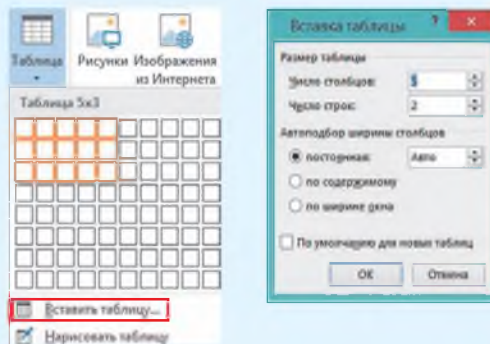 Таблица
Рисунки
Изображения
из Интернета
Таблица 5x3
Вставить таблицу...
Нарисовать таблицу
Вставка таблицы
?
Размер таблицы
Число столбцов:
5
Число строк:
2
Автоподбор ширины столбцов
постоянная:
Авто
по содержимому
по ширине окна
По умолчанию для новых таблиц
ОК
Отмена